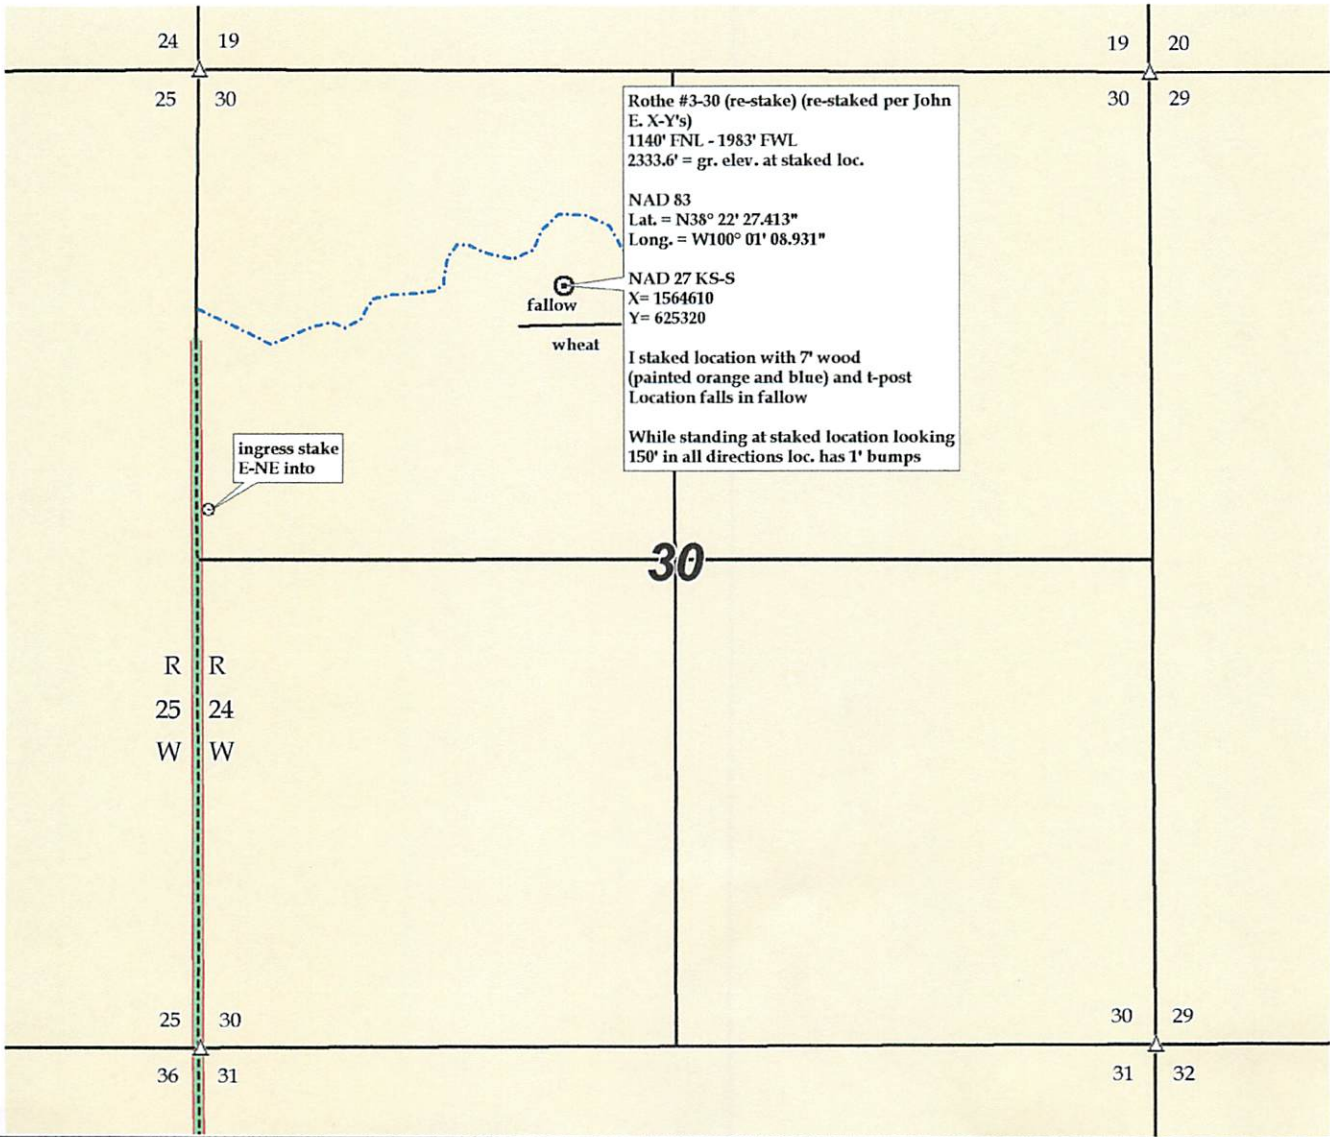 24 19
19 20
25 30
30 29
Rothe #3-30 (re-stake) (re-staked per John
E. X-Y's)
1140' FNL - 1983' FWL
2333.6' = gr. elev. at staked loc.
NAD 83
Lat. = N38° 22' 27.413"
Long. = W100° 01' 08.931"
NAD 27 KS-S
X= 1564610
Y= 625320
I staked location with 7' wood
(painted orange and blue) and t-post
Location falls in fallow
While standing at staked location looking
150' in all directions loc. has 1' bumps
fallow
wheat
ingress stake
E-NE into
30
R R
25 24
W W
25 30
30 29
36 31
31 32